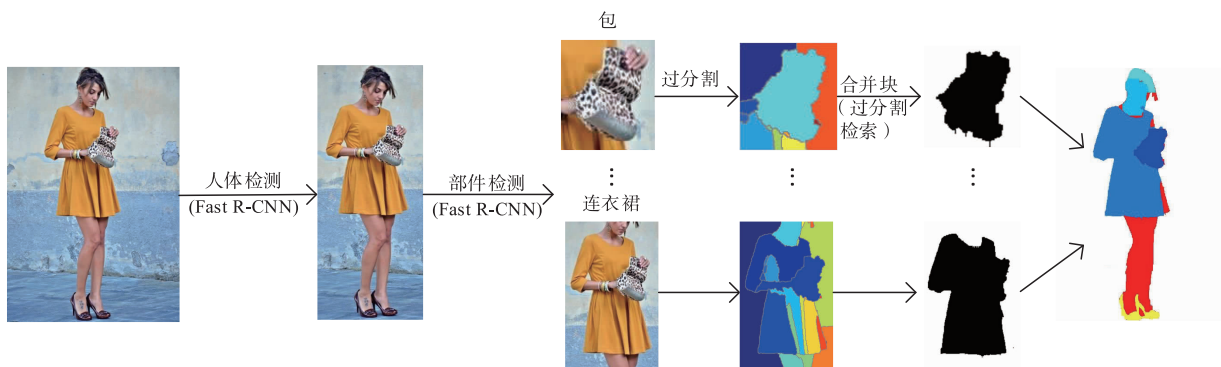 包
过分割
合并块
（过分割
检索）
人体检测
(Fast R-CNN)
部件检测
(Fast R-CNN)
连衣裙